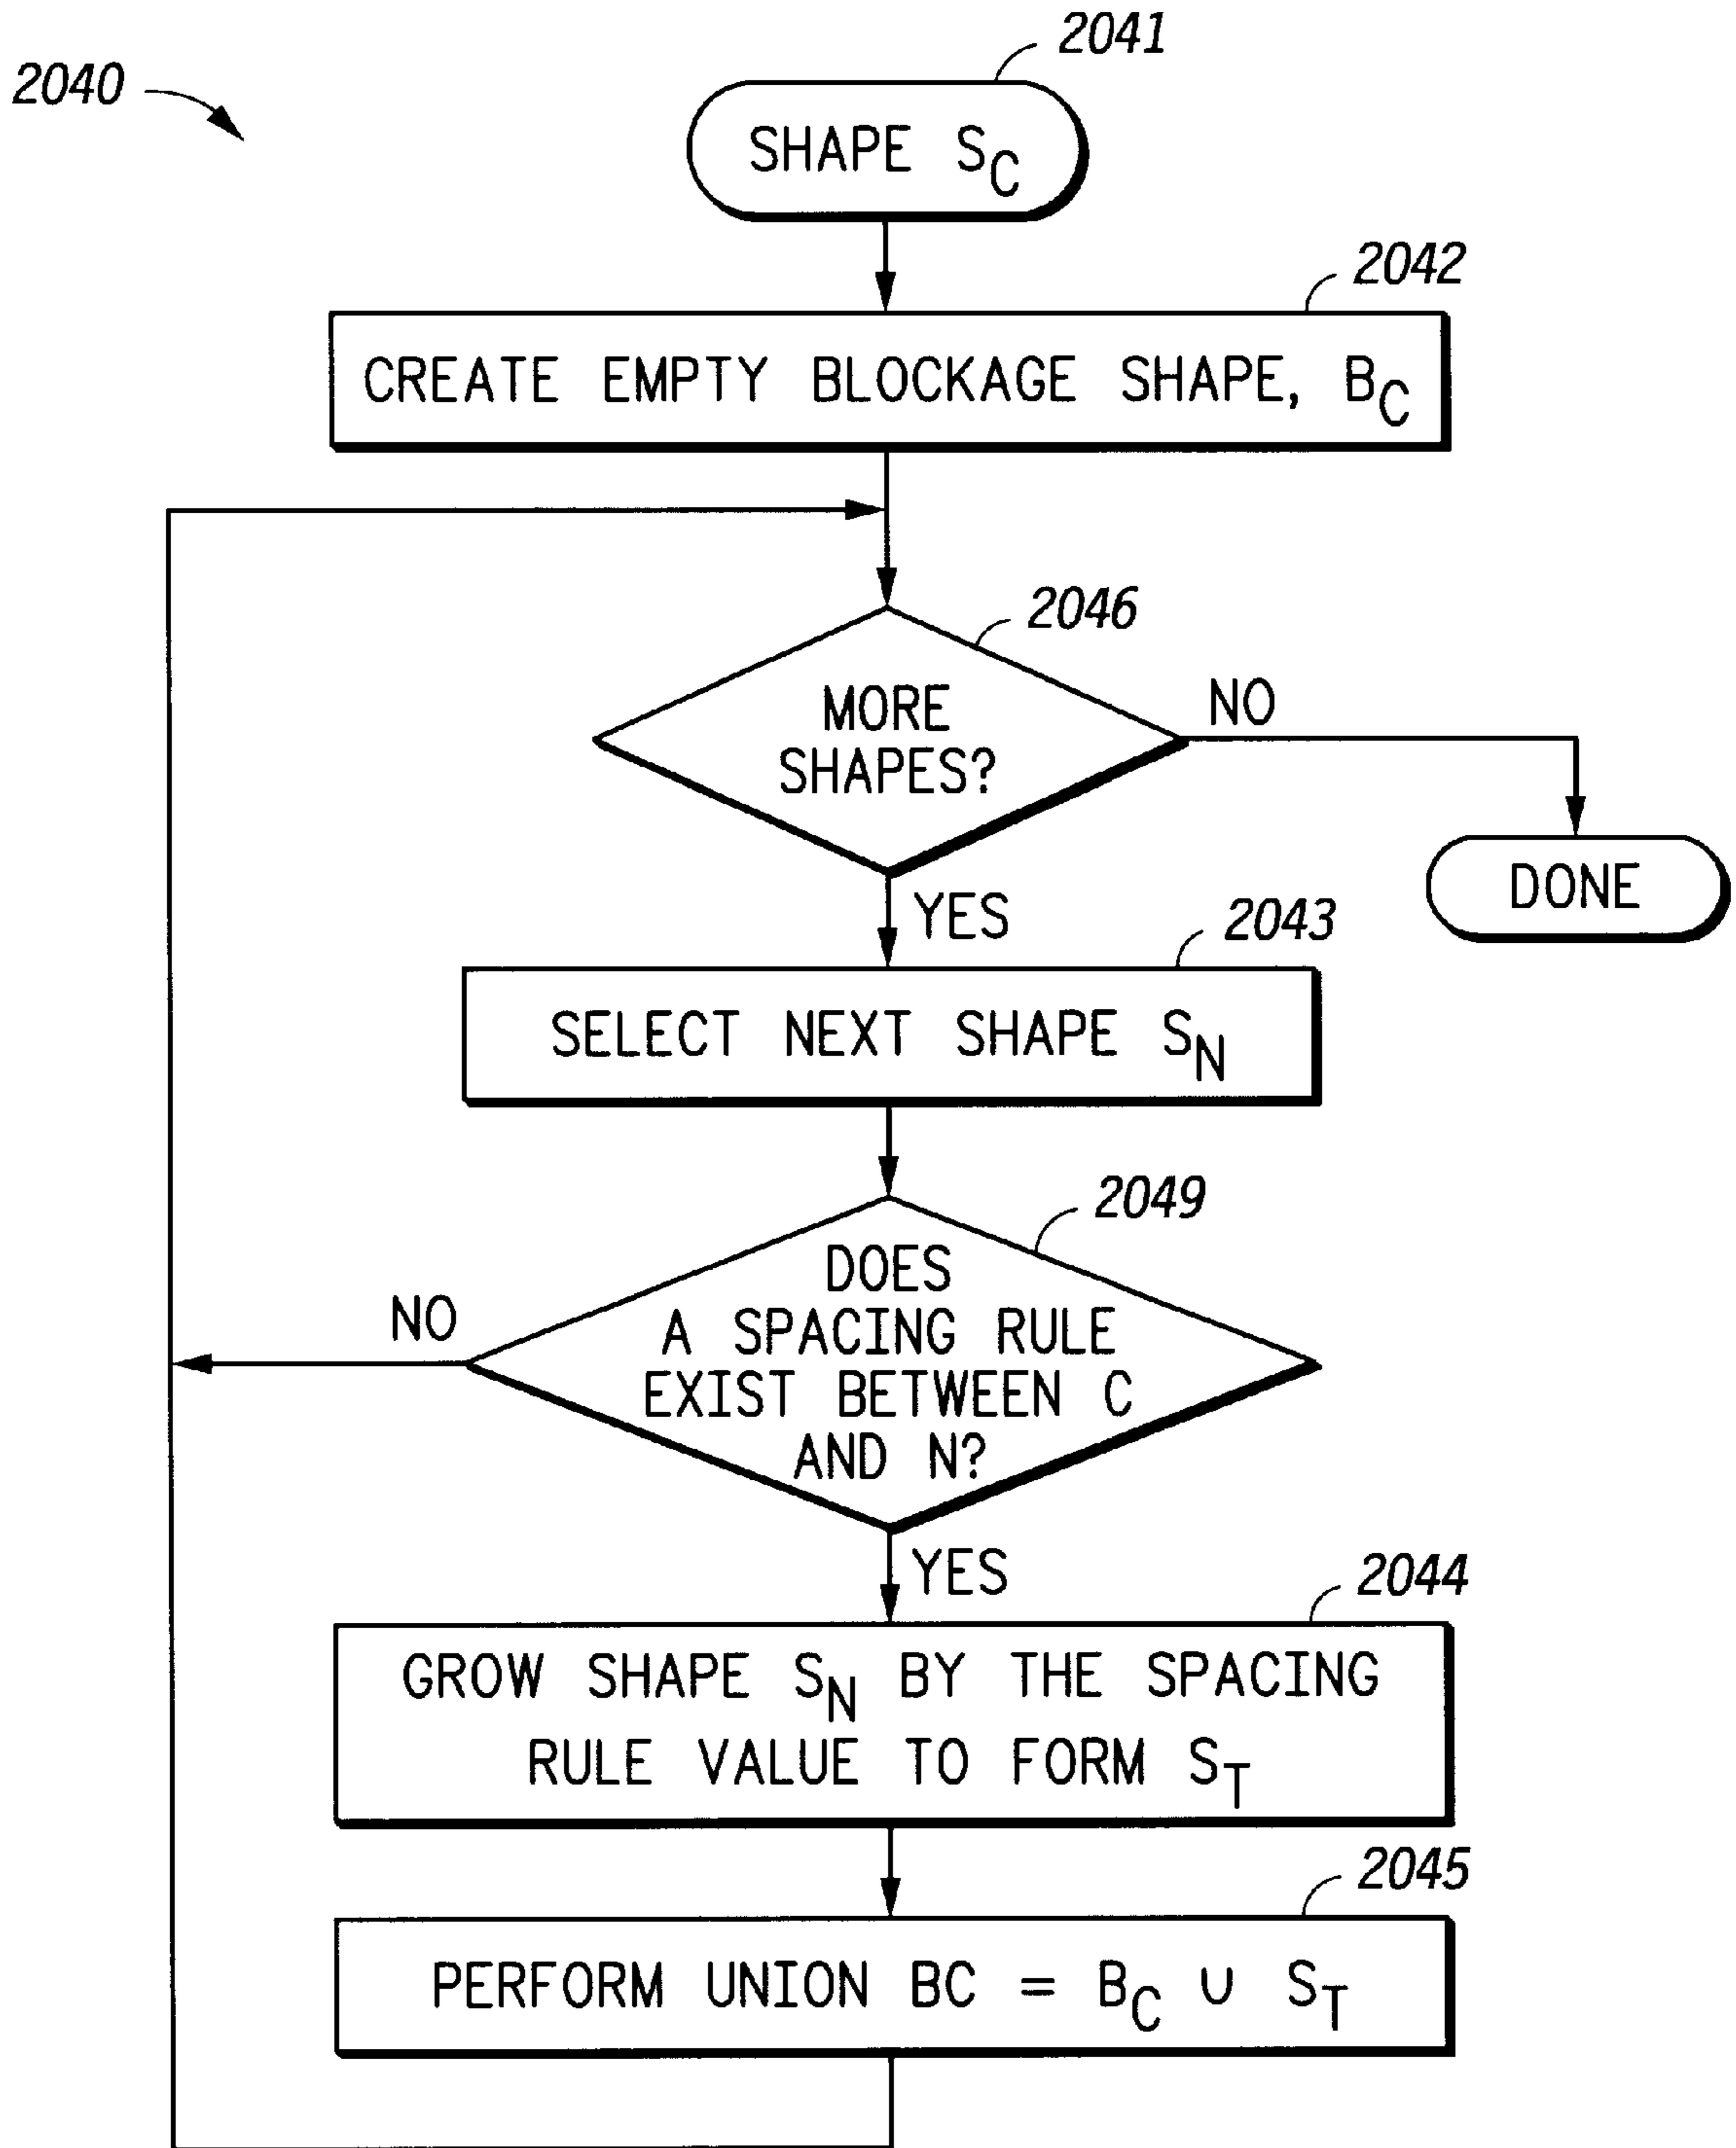 2041
2040
SHAPE S_C
2042
CREATE EMPTY BLOCKAGE SHAPE, B_C
2046
MORE
SHAPES?
NO
DONE
YES
2043
SELECT NEXT SHAPE S_N
2049
DOES
A SPACING RULE
EXIST BETWEEN C
AND N?
NO
YES
2044
GROW SHAPE S_N BY THE SPACING
RULE VALUE TO FORM S_T
2045
PERFORM UNION BC = B_C ∪ S_T